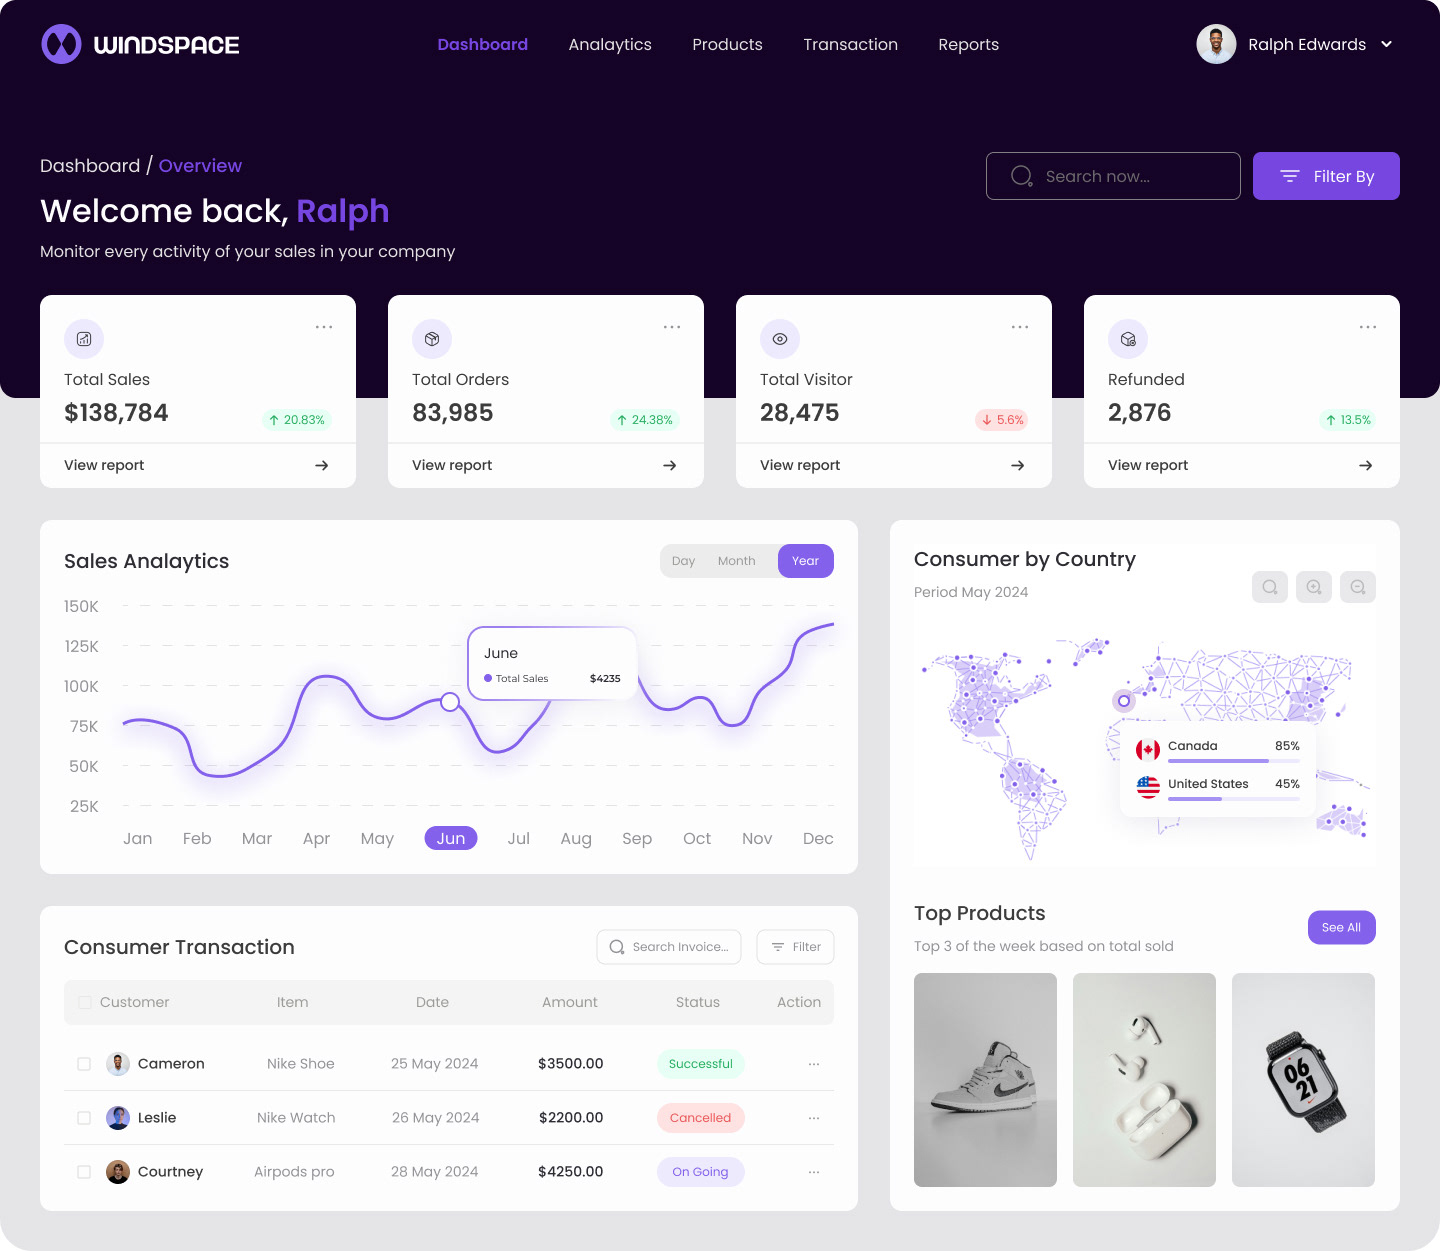 WINDSPACE
Dashboard Analaytics Products Transaction Reports
Ralph Edwards
Dashboard / Overview
Search now...
Filter By
Welcome back, Ralph
Monitor every activity of your sales in your company
Total Sales
$138,784
20.83%
View report
Total Orders
83,985
24.38%
View report
Total Visitor
28,475
5.6%
View report
Refunded
2,876
13.5%
View report
Sales Analaytics
Day Month Year
150K
125K
100K
75K
50K
25K
June
Total Sales $4235
Jan Feb Mar Apr May Jun Jul Aug Sep Oct Nov Dec
Consumer by Country
Period May 2024
Canada 85%
United States 45%
Consumer Transaction
Search Invoice...
Filter
Customer Item Date Amount Status Action
Cameron Nike Shoe 25 May 2024 $3500.00 Successful
Leslie Nike Watch 26 May 2024 $2200.00 Cancelled
Courtney Airpods pro 28 May 2024 $4250.00 On Going
Top Products
Top 3 of the week based on total sold
See All
06
21